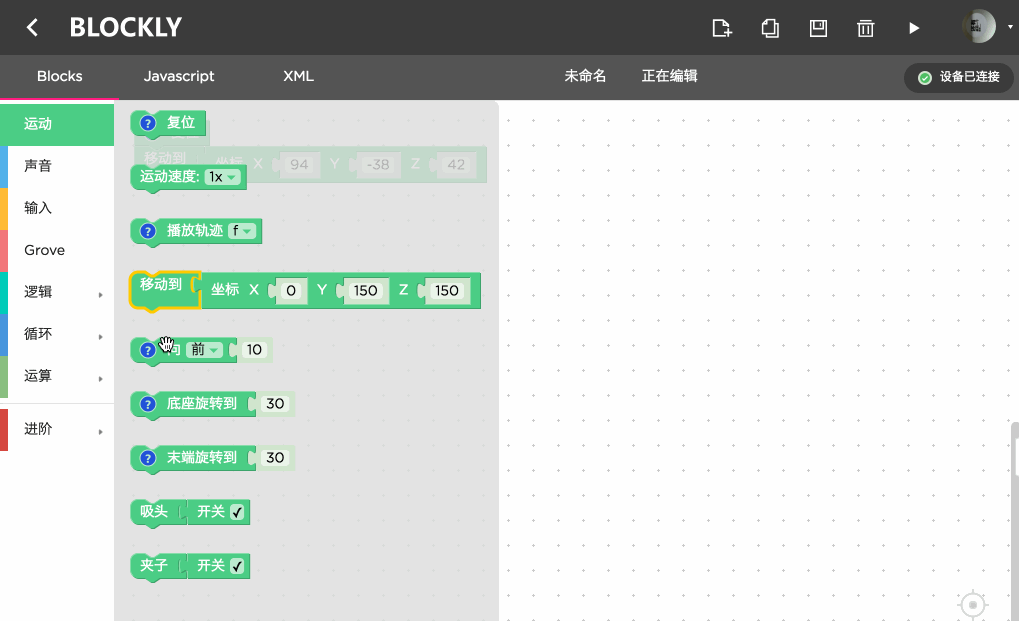 BLOCKLY
Blocks Javascript XML 未命名 正在编辑 设备已连接
运动
声音
输入
Grove
逻辑
循环
运算
进阶
? 复位
移动到 坐标 X 94 Y -38 Z 42
运动速度: 1x
? 播放轨迹 f
移动到 坐标 X 0 Y 150 Z 150
? 向 前 10
? 底座旋转到 30
? 末端旋转到 30
吸头 开关 ✓
夹子 开关 ✓